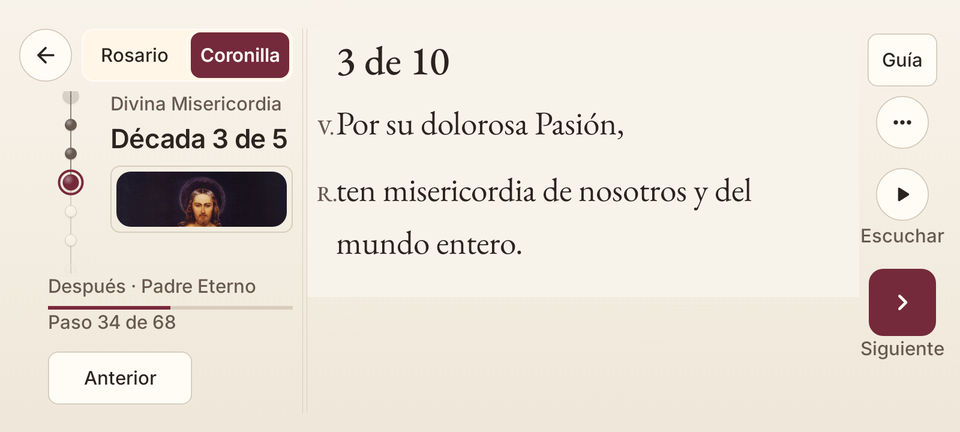 Rosario
Coronilla
Divina Misericordia
Década 3 de 5
Después · Padre Eterno
Paso 34 de 68
Anterior
3 de 10
V. Por su dolorosa Pasión,
R. ten misericordia de nosotros y del
mundo entero.
Guía
Escuchar
Siguiente